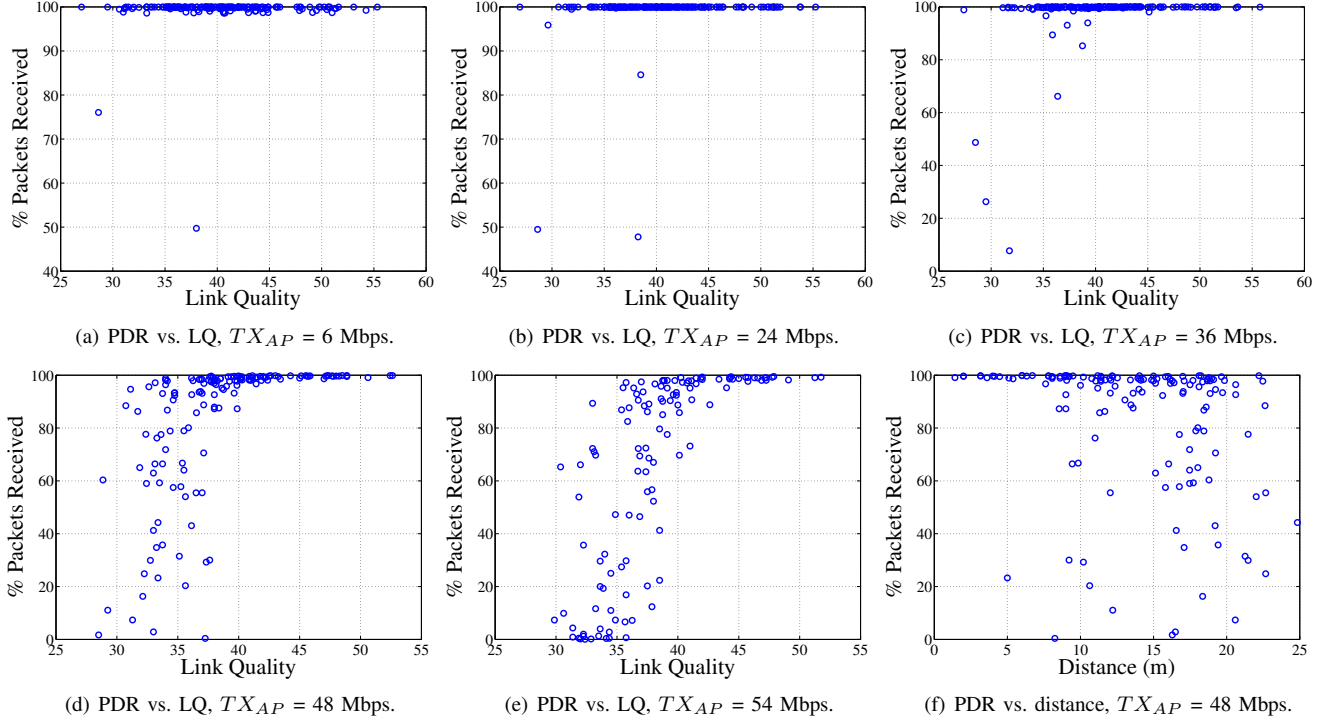 100
90
80
70
60
50
40
25 30 35 40 45 50 55 60
% Packets Received
Link Quality
(a) PDR vs. LQ, TX_AP = 6 Mbps.
100
90
80
70
60
50
40
25 30 35 40 45 50 55 60
% Packets Received
Link Quality
(b) PDR vs. LQ, TX_AP = 24 Mbps.
100
80
60
40
20
0
25 30 35 40 45 50 55 60
% Packets Received
Link Quality
(c) PDR vs. LQ, TX_AP = 36 Mbps.
100
80
60
40
20
0
25 30 35 40 45 50 55
% Packets Received
Link Quality
(d) PDR vs. LQ, TX_AP = 48 Mbps.
100
80
60
40
20
0
25 30 35 40 45 50 55
% Packets Received
Link Quality
(e) PDR vs. LQ, TX_AP = 54 Mbps.
100
80
60
40
20
0
0 5 10 15 20 25
% Packets Received
Distance (m)
(f) PDR vs. distance, TX_AP = 48 Mbps.